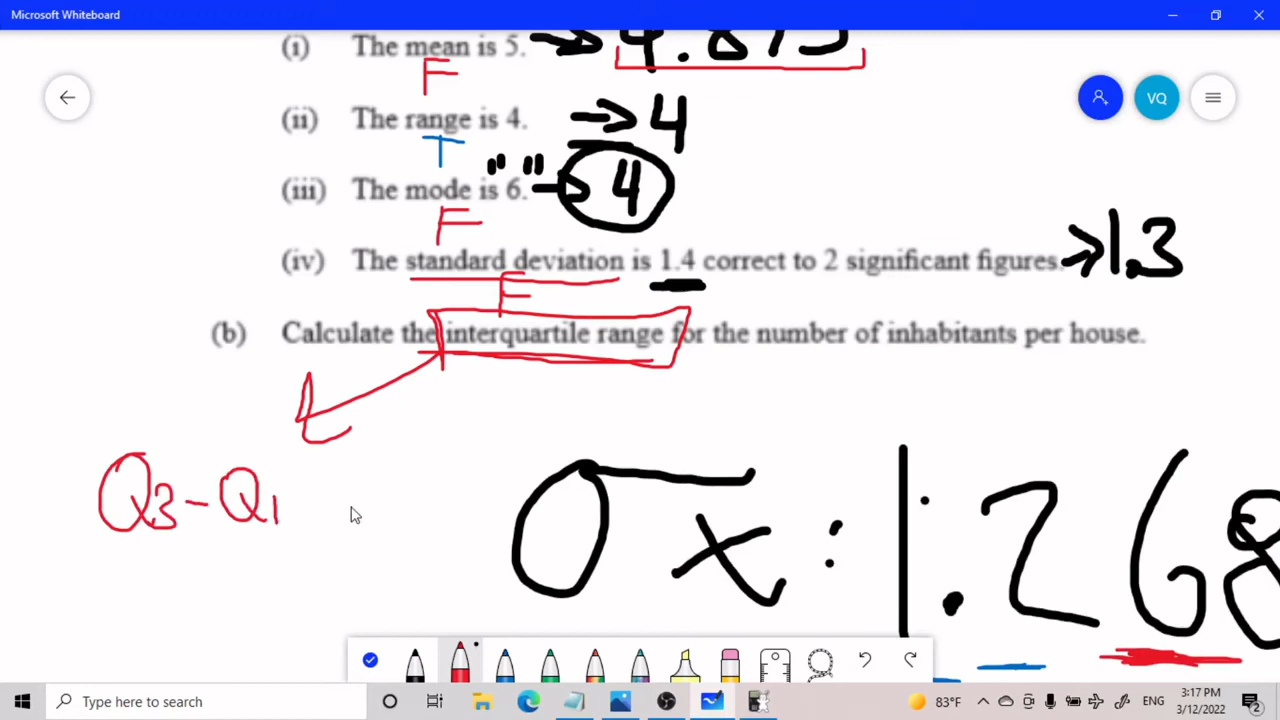 Microsoft Whiteboard
(i) The mean is 5. → 4.875
F
(ii) The range is 4. → 4
T
(iii) The mode is 6. " " → 4
F
(iv) The standard deviation is 1.4 correct to 2 significant figures. → 1.3
F
(b) Calculate the interquartile range for the number of inhabitants per house.
Q3 - Q1
σx : 1.268
VQ
Type here to search
83°F
ENG
3:17 PM
3/12/2022
2